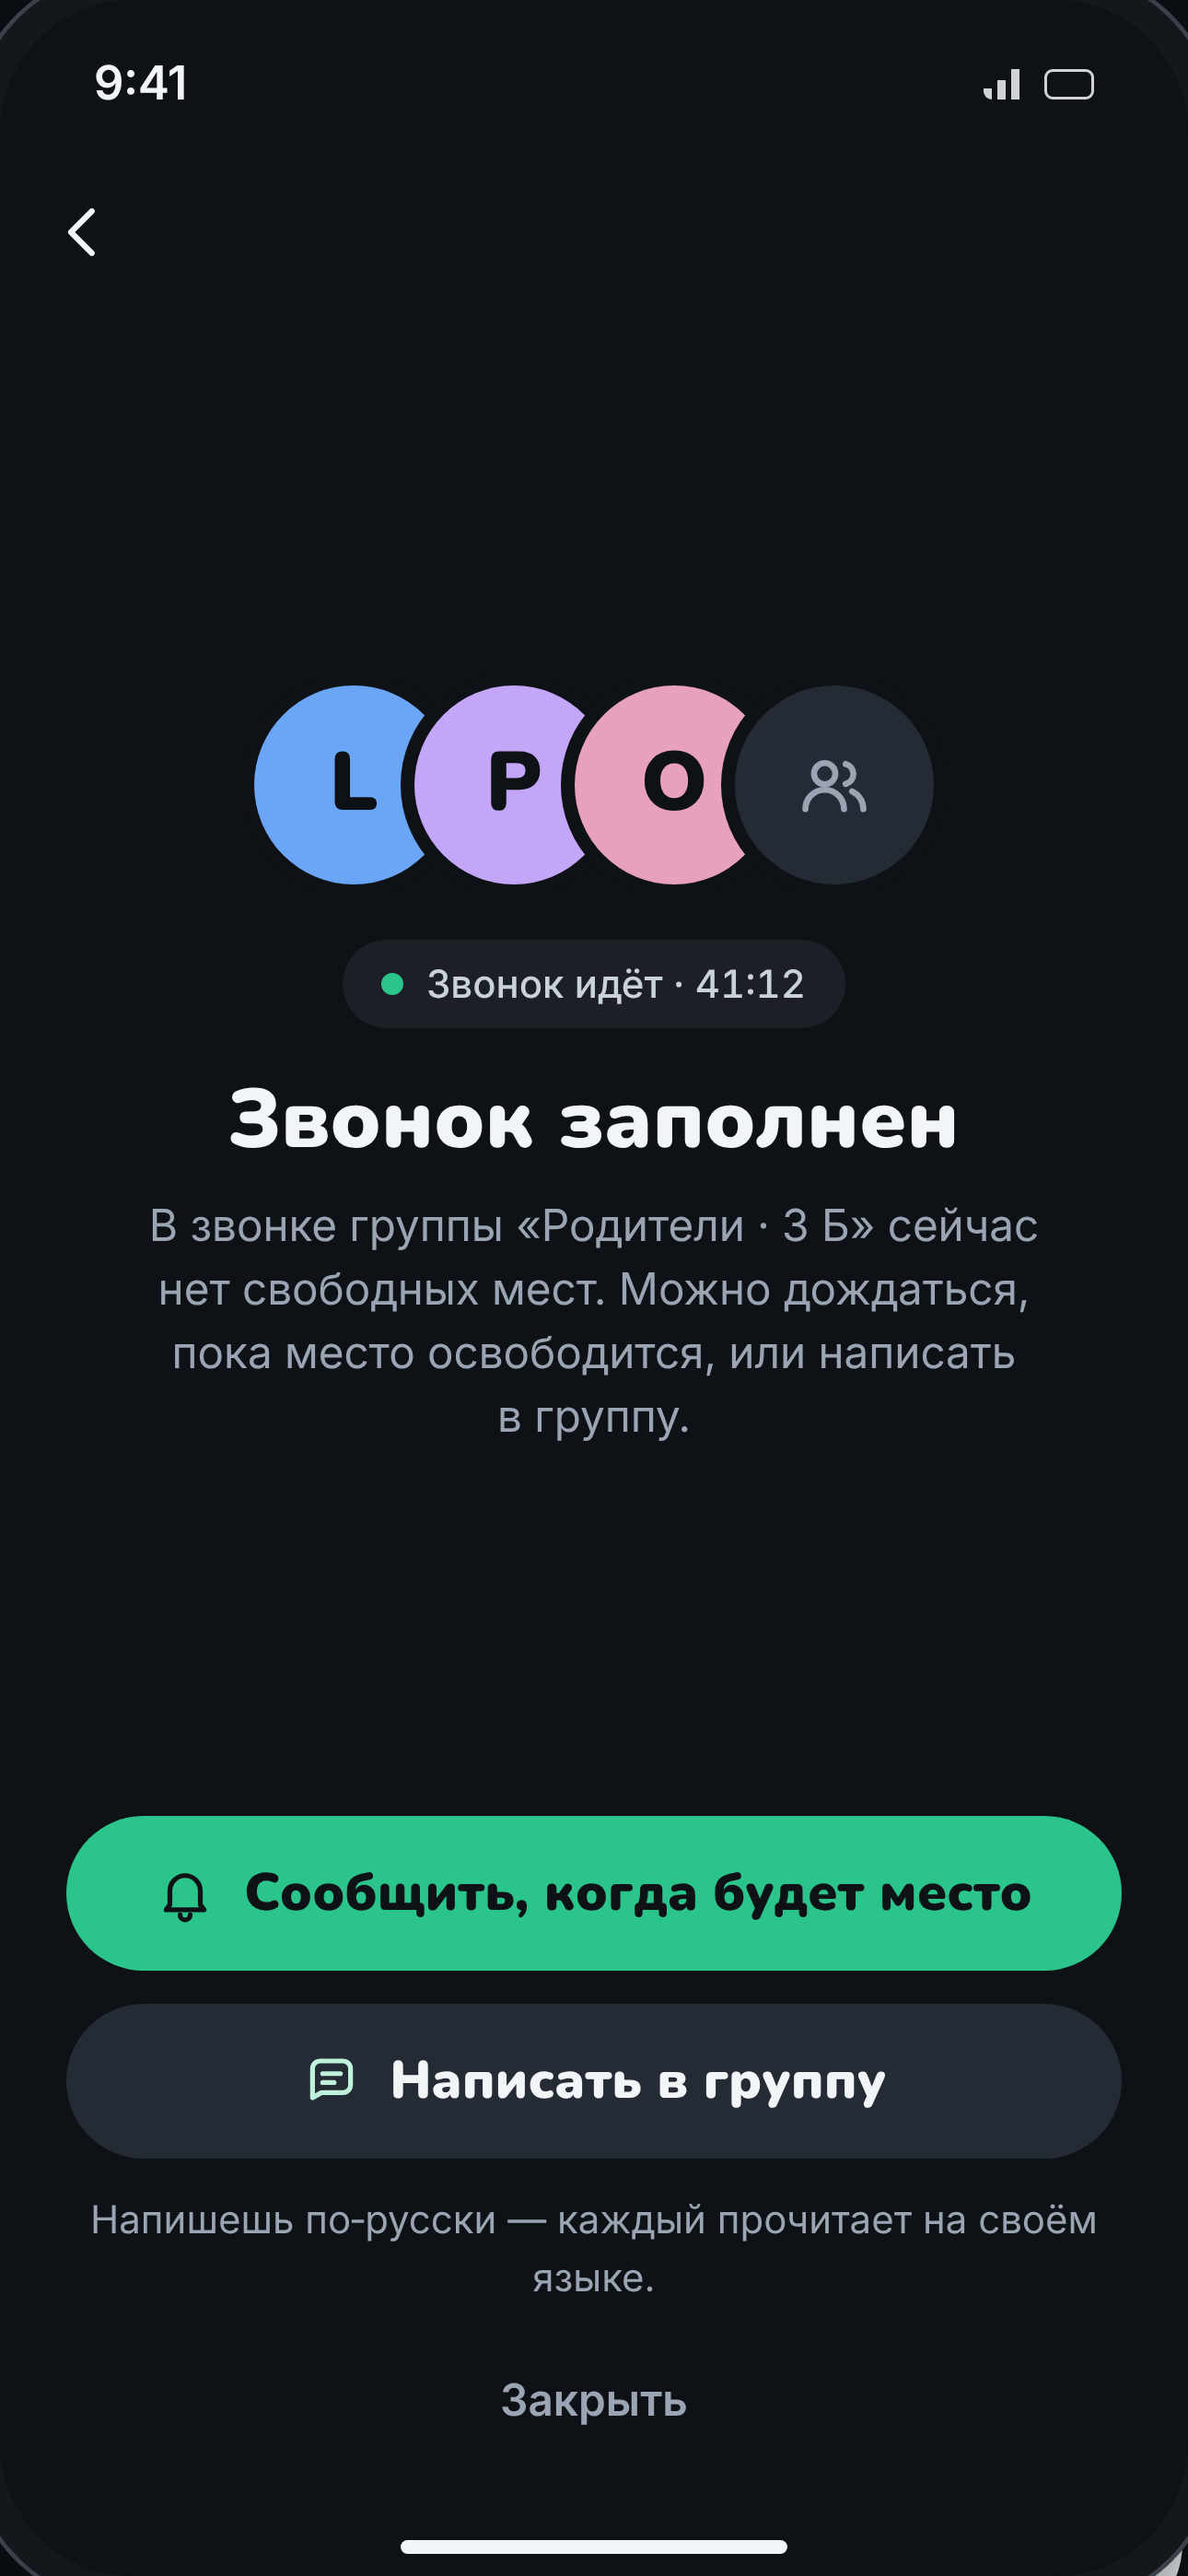 9:41
L P O
Звонок идёт · 41:12
Звонок заполнен
В звонке группы «Родители · 3 Б» сейчас
нет свободных мест. Можно дождаться,
пока место освободится, или написать
в группу.
Сообщить, когда будет место
Написать в группу
Напишешь по-русски — каждый прочитает на своём
языке.
Закрыть